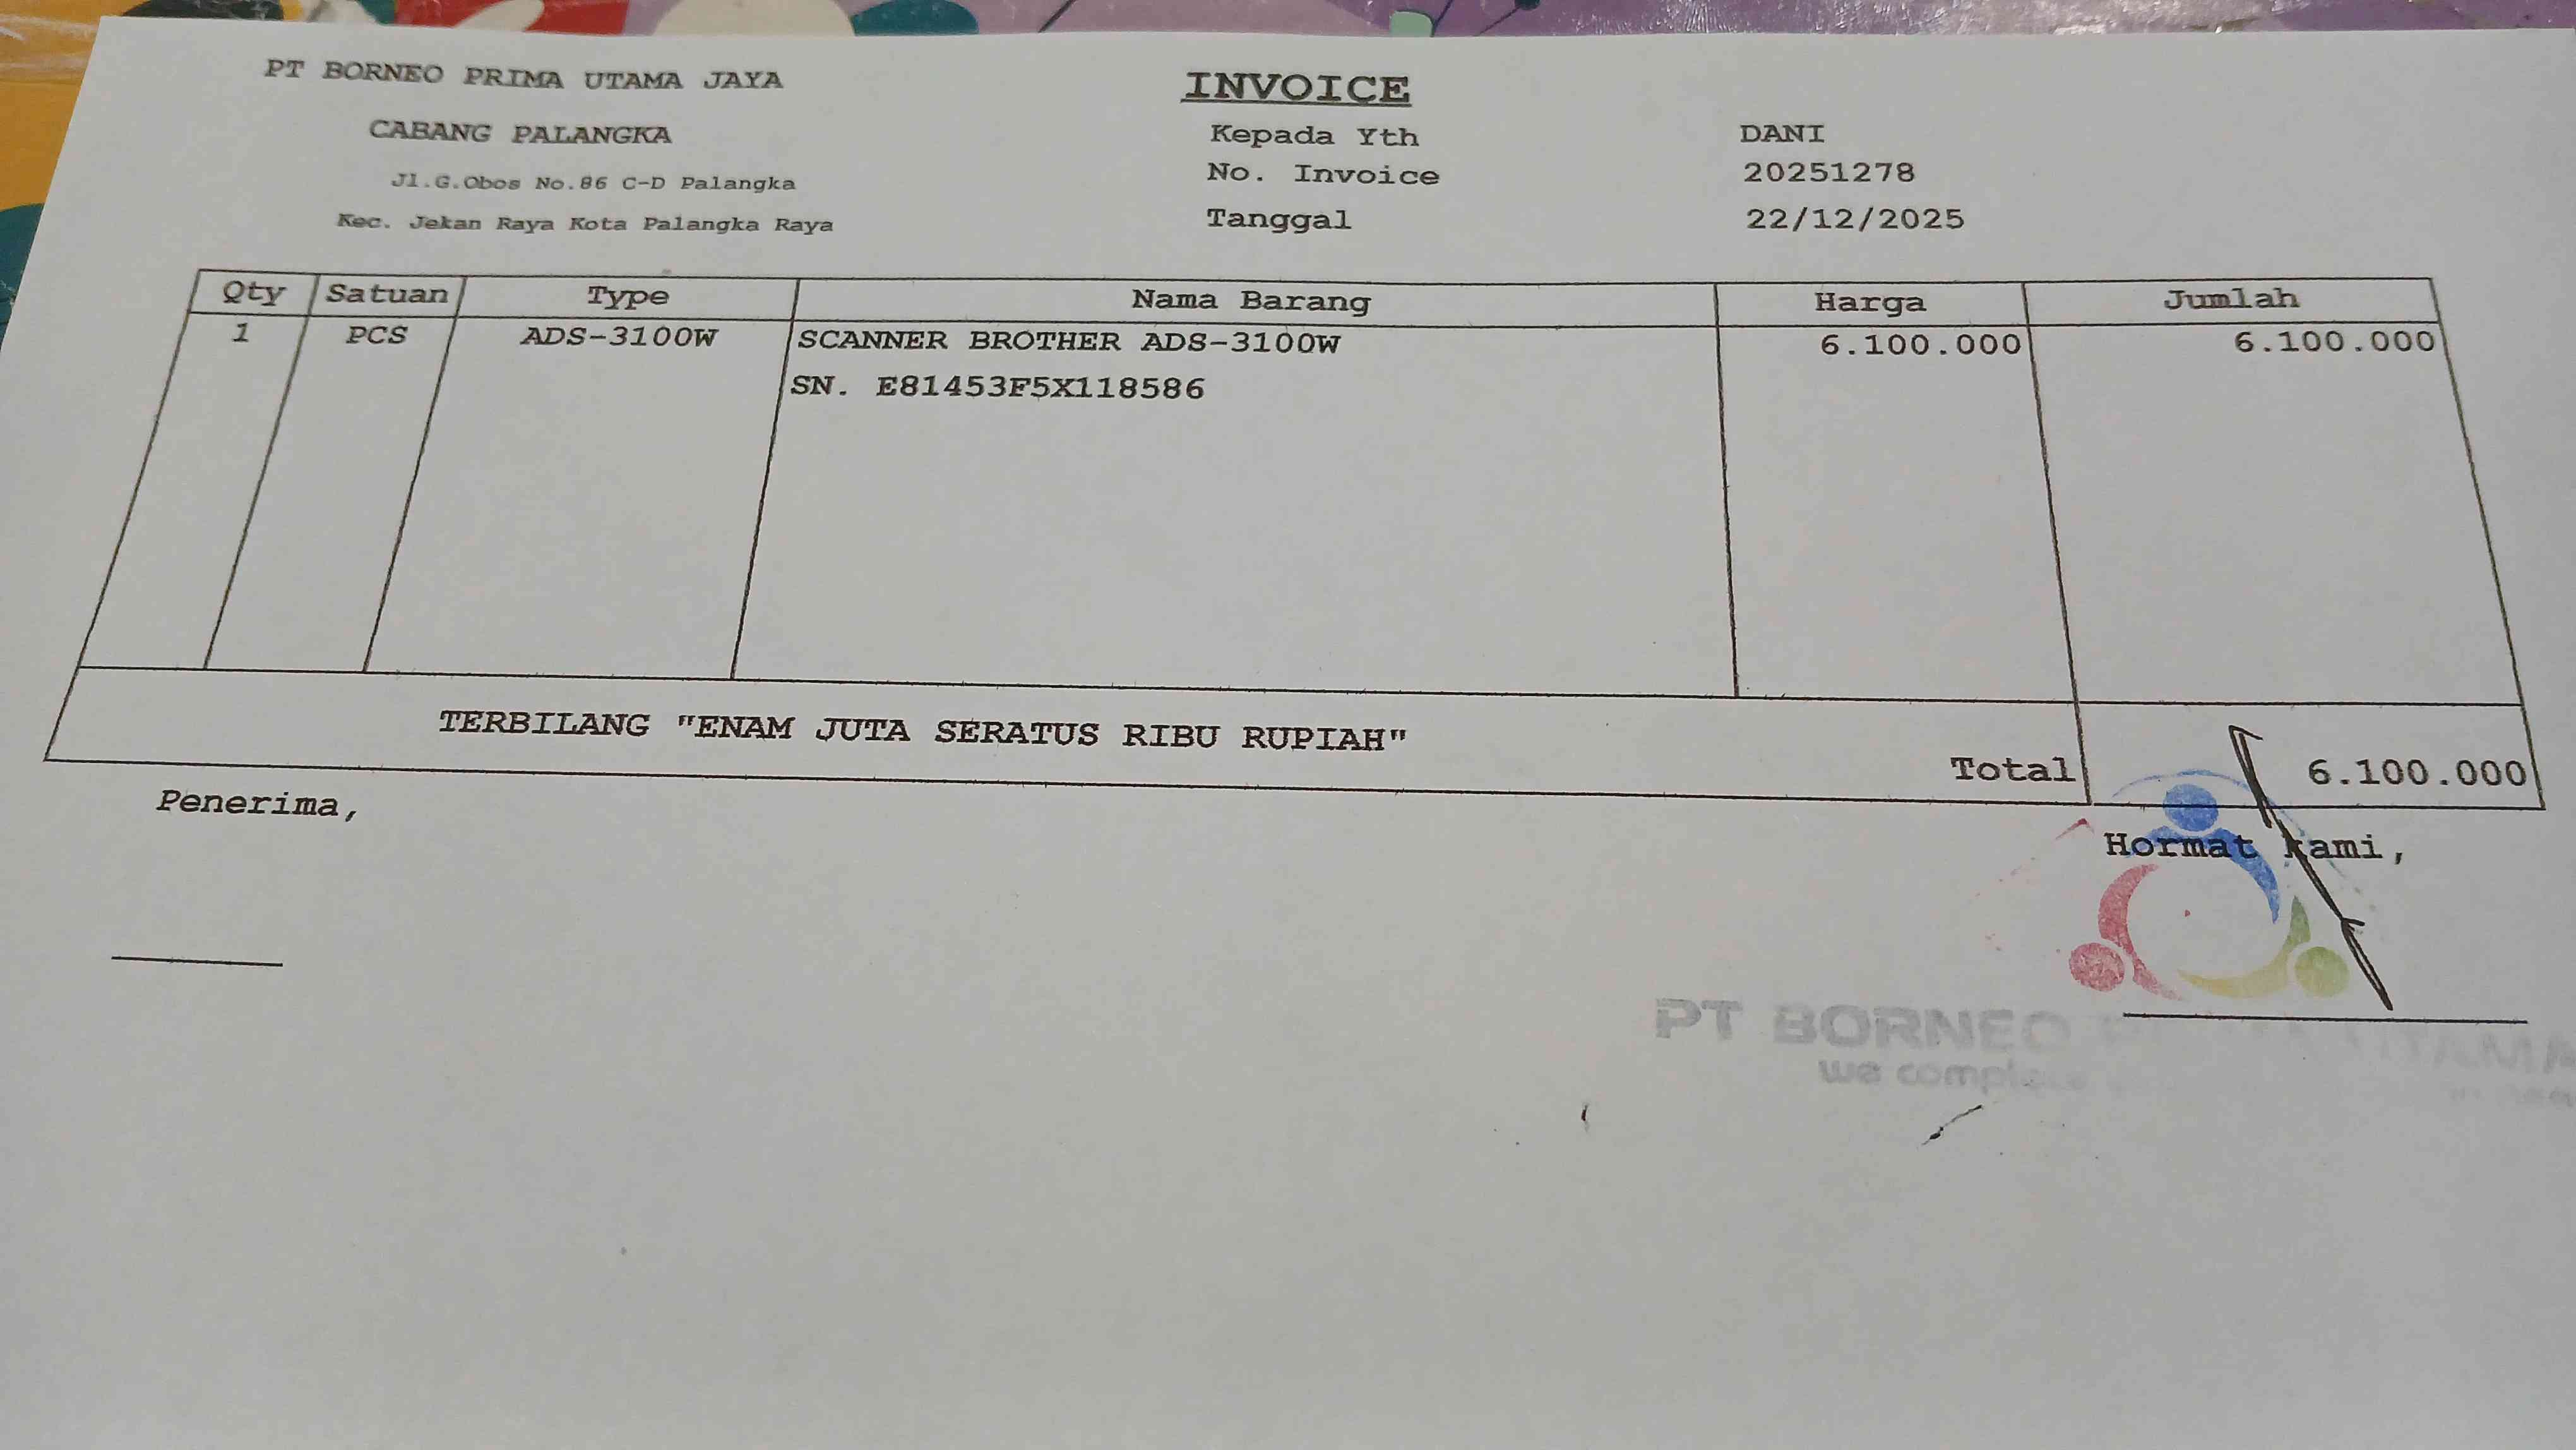 PT BORNEO PRIMA UTAMA JAYA
CABANG PALANGKA
Jl.G.Obos No.86 C-D Palangka
Kec. Jekan Raya Kota Palangka Raya
INVOICE
Kepada Yth DANI
No. Invoice 20251278
Tanggal 22/12/2025
Qty Satuan Type Nama Barang Harga Jumlah
1 PCS ADS-3100W SCANNER BROTHER ADS-3100W 6.100.000 6.100.000
SN. E81453F5X118586
TERBILANG "ENAM JUTA SERATUS RIBU RUPIAH"
Total 6.100.000
Penerima,
Hormat kami,
PT BORNEO UTAMA
we